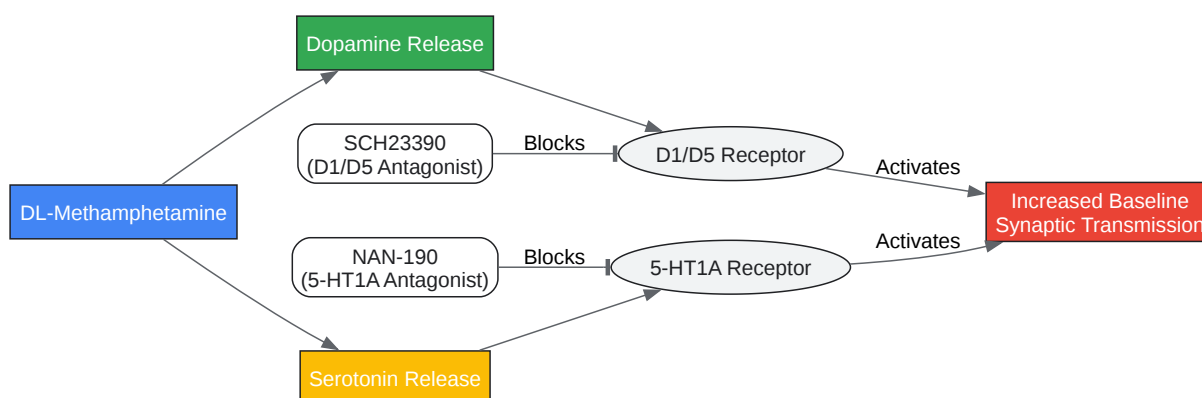 Dopamine Release
SCH23390
(D1/D5 Antagonist)
Blocks
D1/D5 Receptor
Activates
DL-Methamphetamine
Increased Baseline
Synaptic Transmission
NAN-190
(5-HT1A Antagonist)
Blocks
5-HT1A Receptor
Activates
Serotonin Release